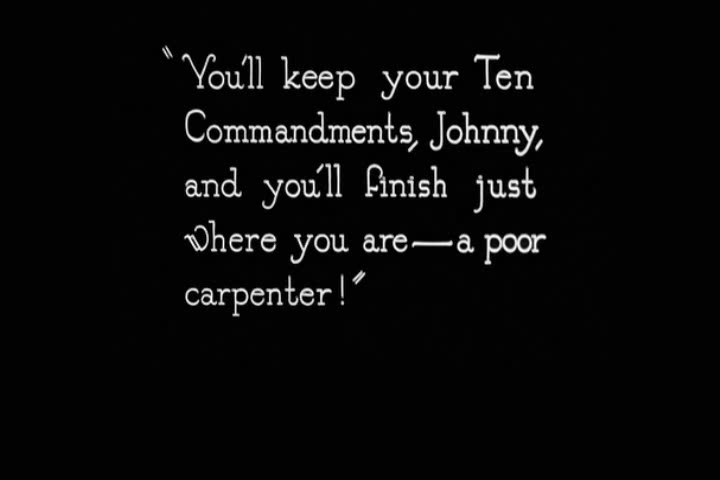 "You'll keep your Ten
Commandments, Johnny,
and you'll finish just
where you are—a poor
carpenter!"